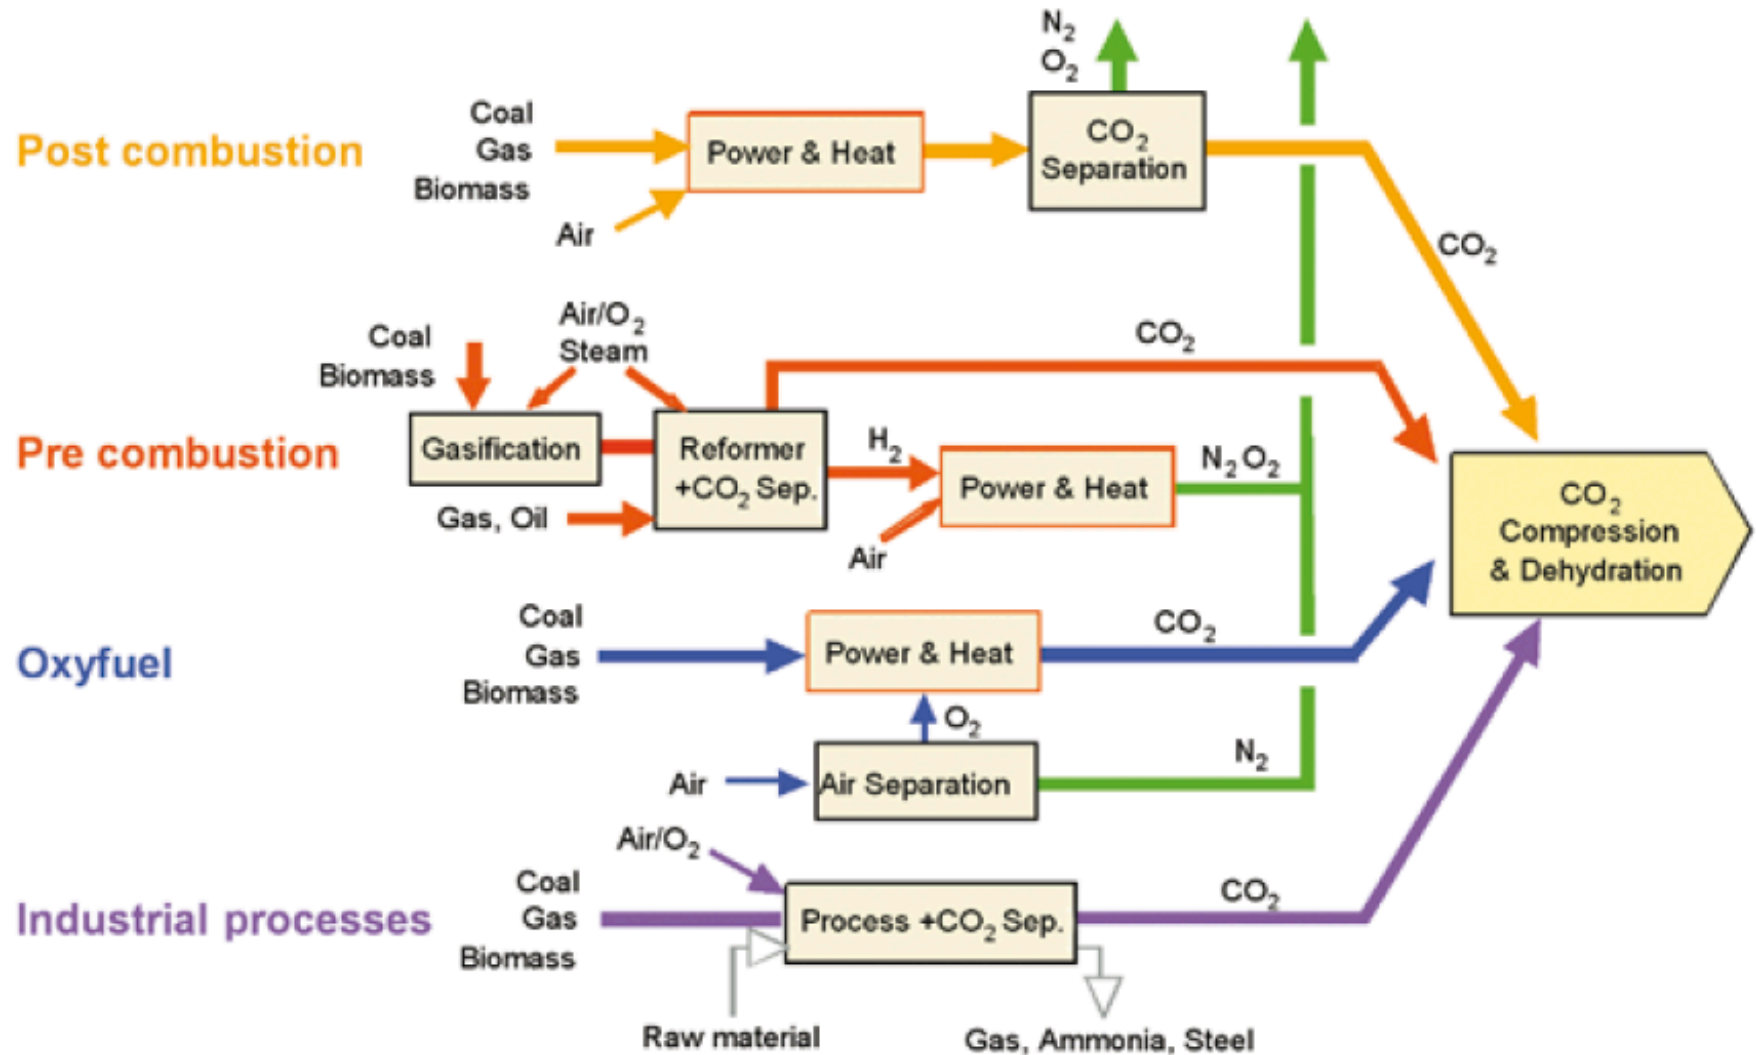 N₂
O₂
Coal
Gas
Biomass
Air
Post combustion
Power & Heat
CO₂
Separation
CO₂
Pre combustion
Coal
Biomass
Air/O₂
Steam
Gasification
Gas, Oil
Reformer
+CO₂ Sep.
CO₂
H₂
Air
Power & Heat
N₂ O₂
CO₂
Compression
& Dehydration
Oxyfuel
Coal
Gas
Biomass
Power & Heat
CO₂
O₂
Air
Air Separation
N₂
Industrial processes
Air/O₂
Coal
Gas
Biomass
Process +CO₂ Sep.
CO₂
Raw material
Gas, Ammonia, Steel